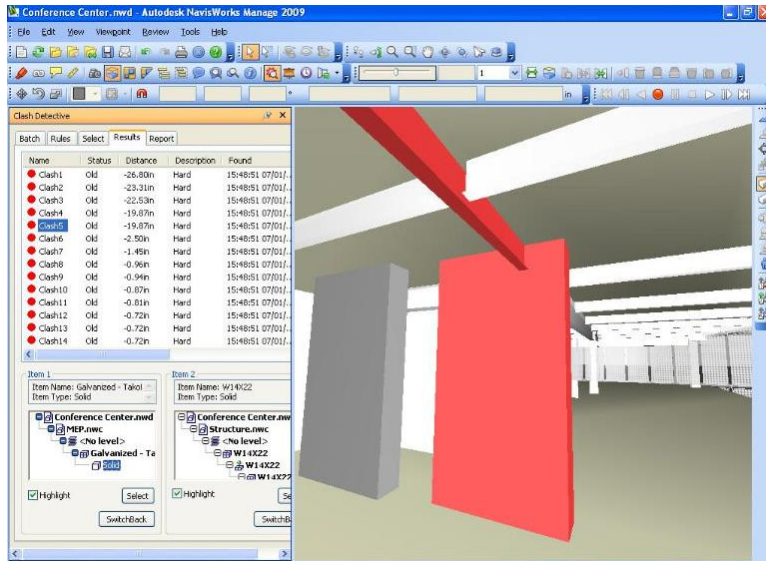 Conference Center.nwd - Autodesk NavisWorks Manage 2009
File Edit View Viewpoint Review Tools Help
1
in
Clash Detective
Batch Rules Select Results Report
Name Status Distance Description Found
Clash1 Old -26.80in Hard 15:48:51 07/01/..
Clash2 Old -23.31in Hard 15:48:51 07/01/..
Clash3 Old -22.53in Hard 15:48:51 07/01/..
Clash4 Old -19.87in Hard 15:48:51 07/01/..
Clash5 Old -19.87in Hard 15:48:51 07/01/..
Clash6 Old -2.50in Hard 15:48:51 07/01/..
Clash7 Old -1.45in Hard 15:48:51 07/01/..
Clash8 Old -0.96in Hard 15:48:51 07/01/..
Clash9 Old -0.94in Hard 15:48:51 07/01/..
Clash10 Old -0.87in Hard 15:48:51 07/01/..
Clash11 Old -0.81in Hard 15:48:51 07/01/..
Clash12 Old -0.72in Hard 15:48:51 07/01/..
Clash13 Old -0.72in Hard 15:48:51 07/01/..
Clash14 Old -0.72in Hard 15:48:51 07/01/..
Item 1 Item 2
Item Name: Galvanized - Takol Item Name: W14X22
Item Type: Solid Item Type: Solid
Conference Center.nwd Conference Center.nw
MEP.nwc Structure.nwc
<No level> <No level>
Galvanized - Ta W14X22
Solid W14X22
W14X22
Highlight Select Highlight Se
SwitchBack SwitchBa